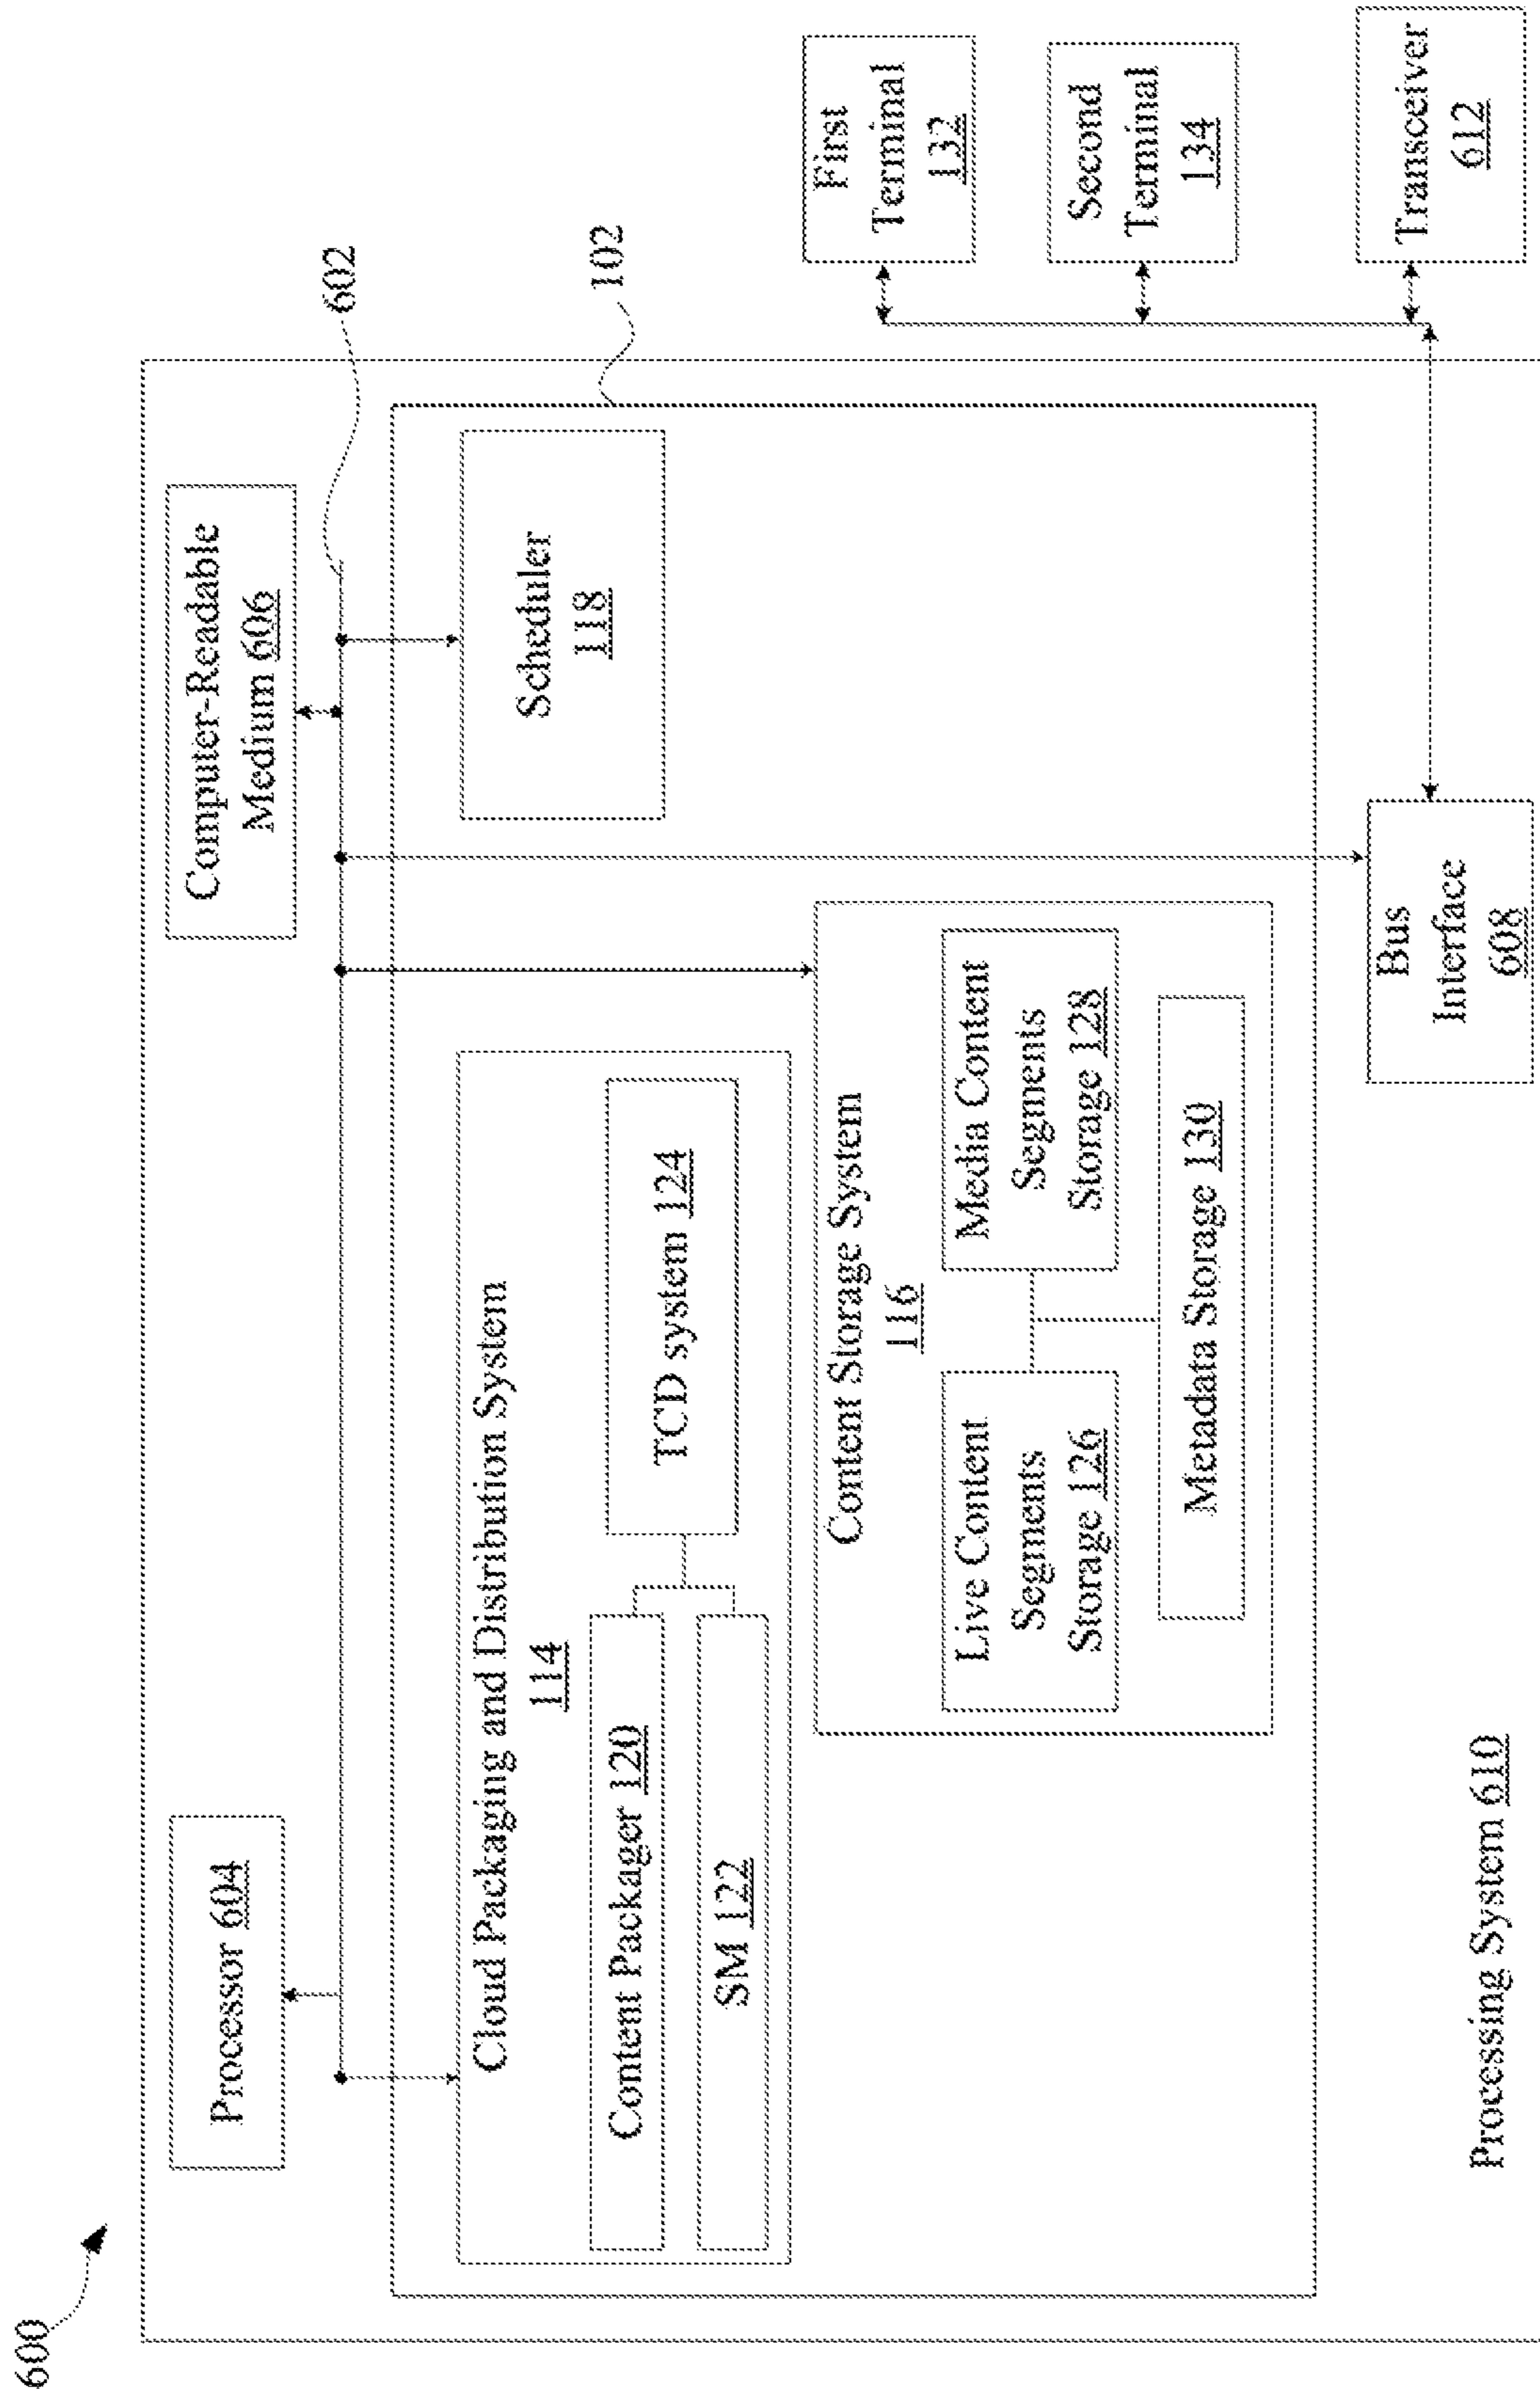 600
Processor 604
Computer-Readable
Medium 606
602
102
Cloud Packaging and Distribution System
114
Content Packager 120
SM 122
TCD system 124
Scheduler
118
Content Storage System
116
Live Content
Segments
Storage 126
Media Content
Segments
Storage 128
Metadata Storage 130
Bus
Interface
608
Processing System 610
First
Terminal
132
Second
Terminal
134
Transceiver
612